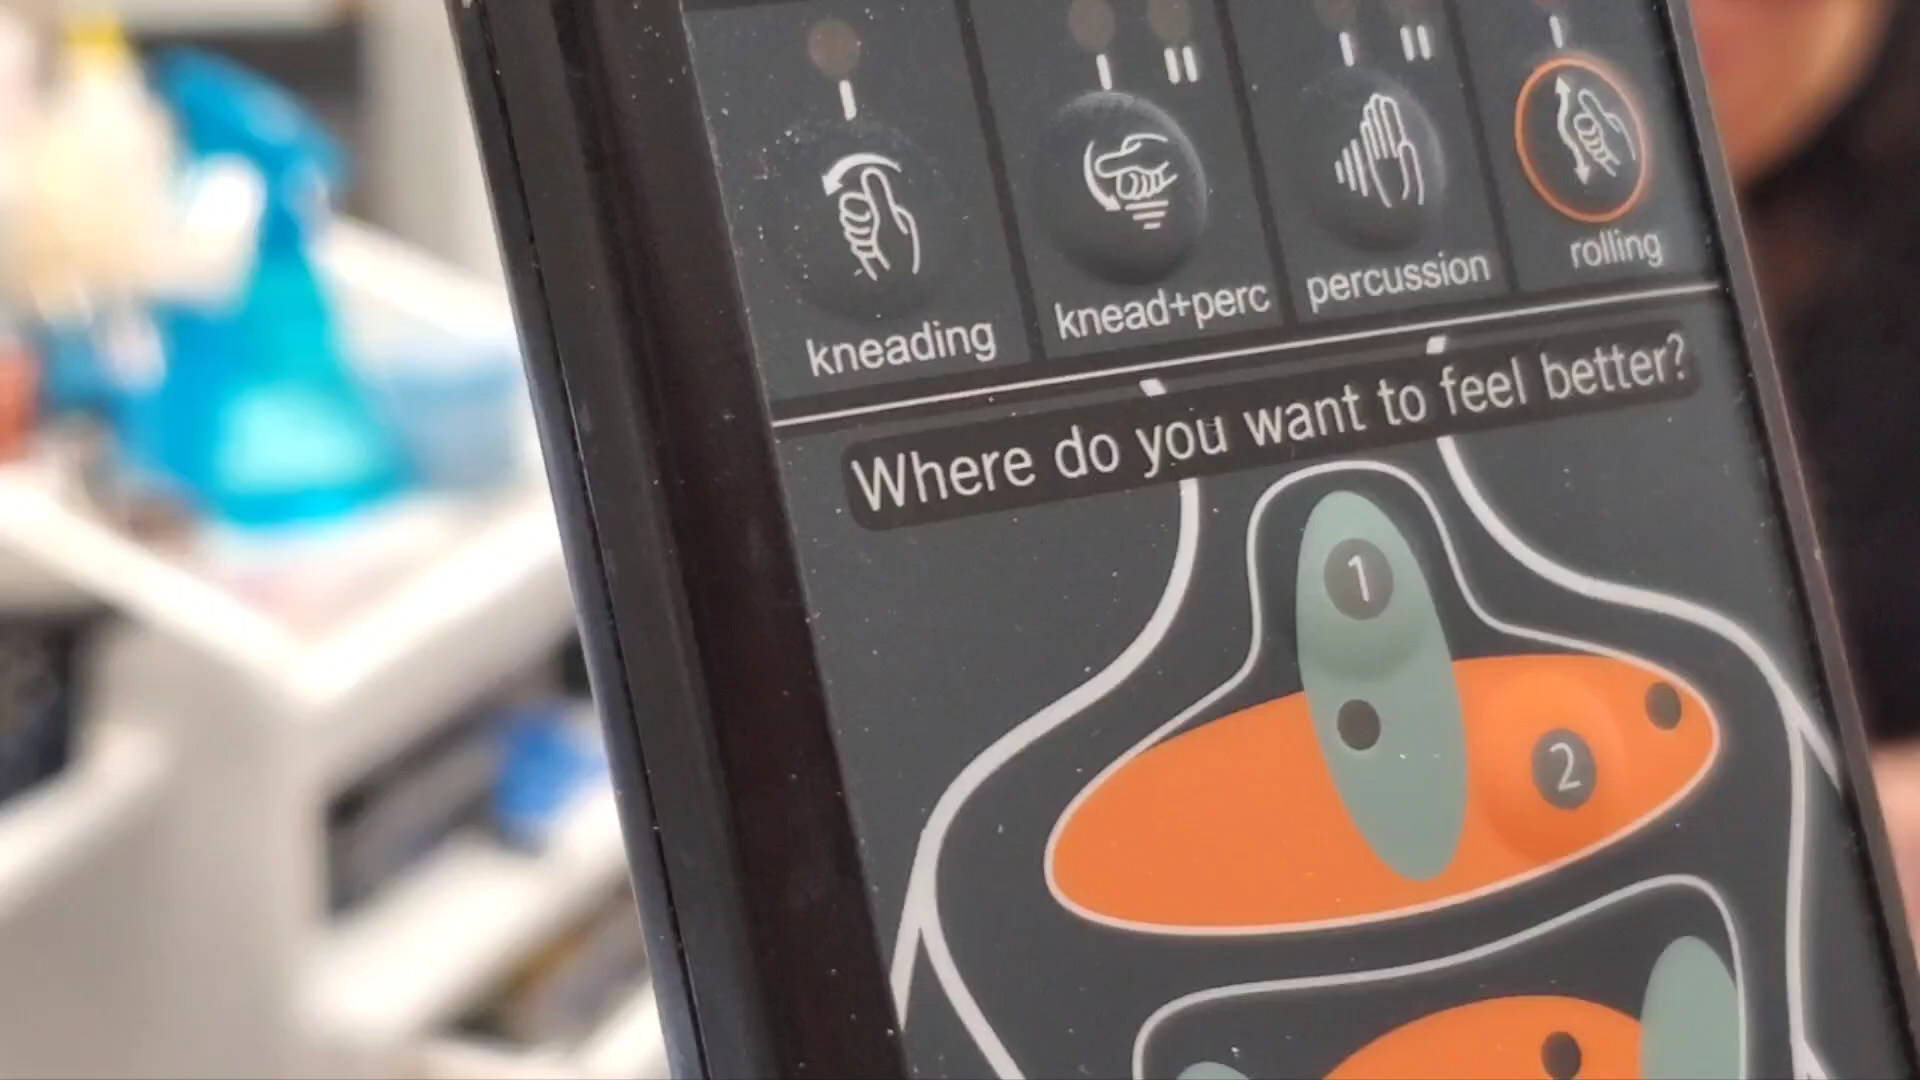 I
I II
I II
I
kneading
knead+perc
percussion
rolling
Where do you want to feel better?
1
2